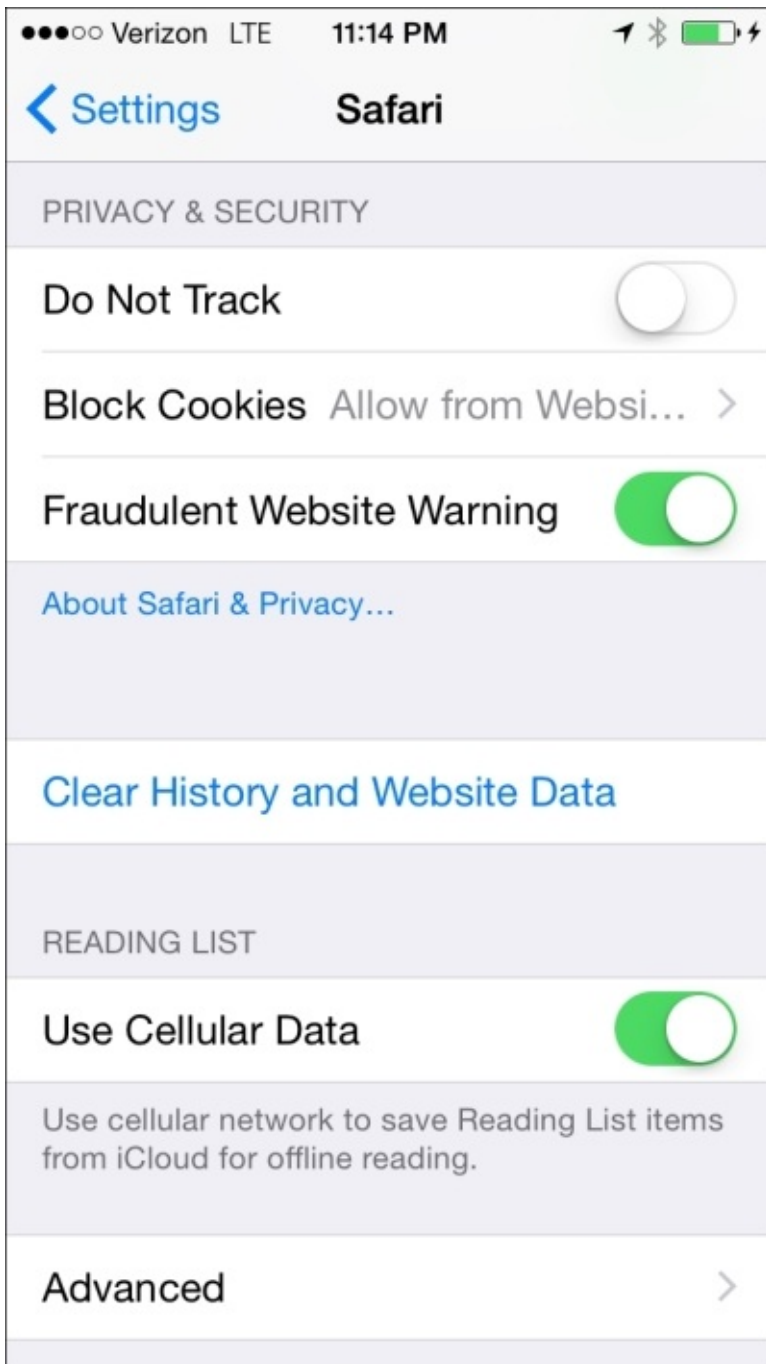 Verizon LTE 11:14 PM
Settings Safari
PRIVACY & SECURITY
Do Not Track
Block Cookies Allow from Websi...
Fraudulent Website Warning
About Safari & Privacy...
Clear History and Website Data
READING LIST
Use Cellular Data
Use cellular network to save Reading List items
from iCloud for offline reading.
Advanced